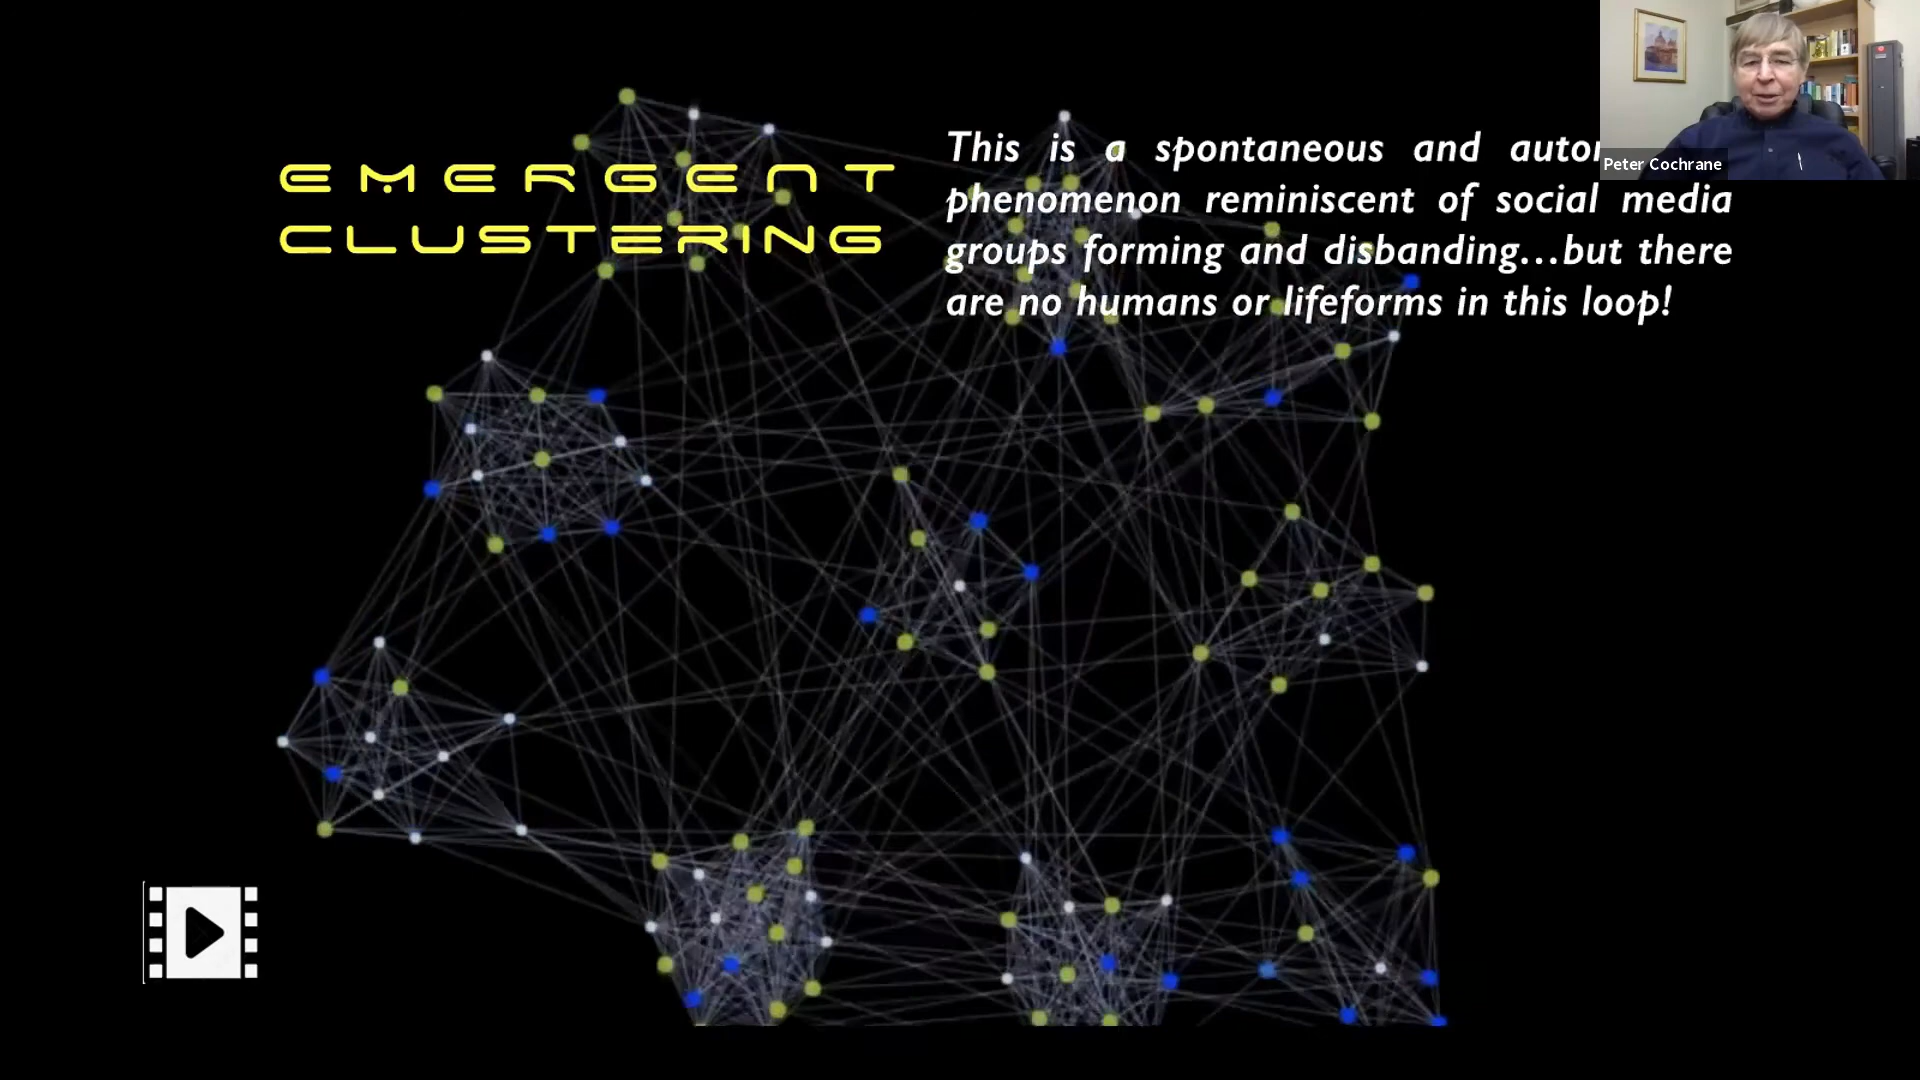 EMERGENT
CLUSTERING
This is a spontaneous and
phenomenon reminiscent of social media
groups forming and disbanding...but there
are no humans or lifeforms in this loop!
Peter Cochrane